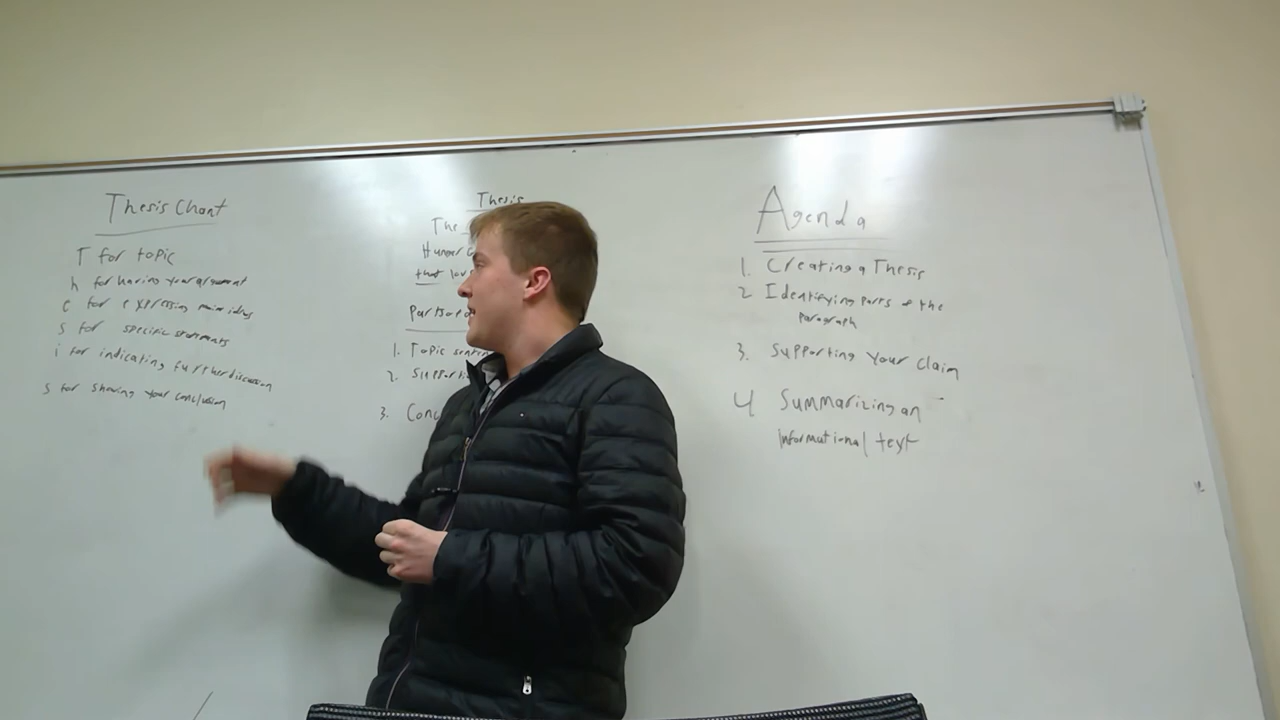 Thesis Chant
T for topic
h for having your argument
e for expressing main ideas
s for specific statements
i for indicating further discussion
s for showing your conclusion
Thesis
The
Hunger
that
Parts of
1. Topic
2.
3.
Agenda
1. Creating a Thesis
2 Identifying parts of the
paragraph
3. Supporting Your Claim
4 Summarizing an
informational text